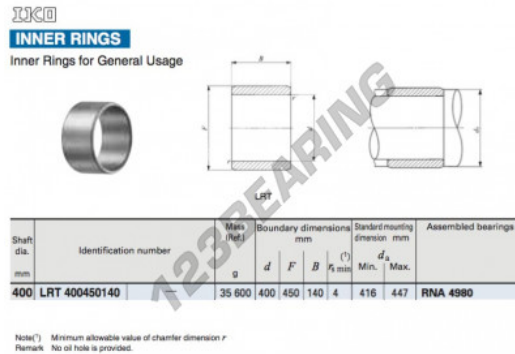 IKO
INNER RINGS
Inner Rings for General Usage
B
r
r
F
d
da
LRT
123BEARING
Shaft dia. mm
Identification number
Mass (Ref.) g
Boundary dimensions mm
d F B rs min (1)
Standard mounting dimension mm
da
Min. Max.
Assembled bearings
400 LRT 400450140 — 35 600 400 450 140 4 416 447 RNA 4980
Note(1) Minimum allowable value of chamfer dimension r
Remark No oil hole is provided.